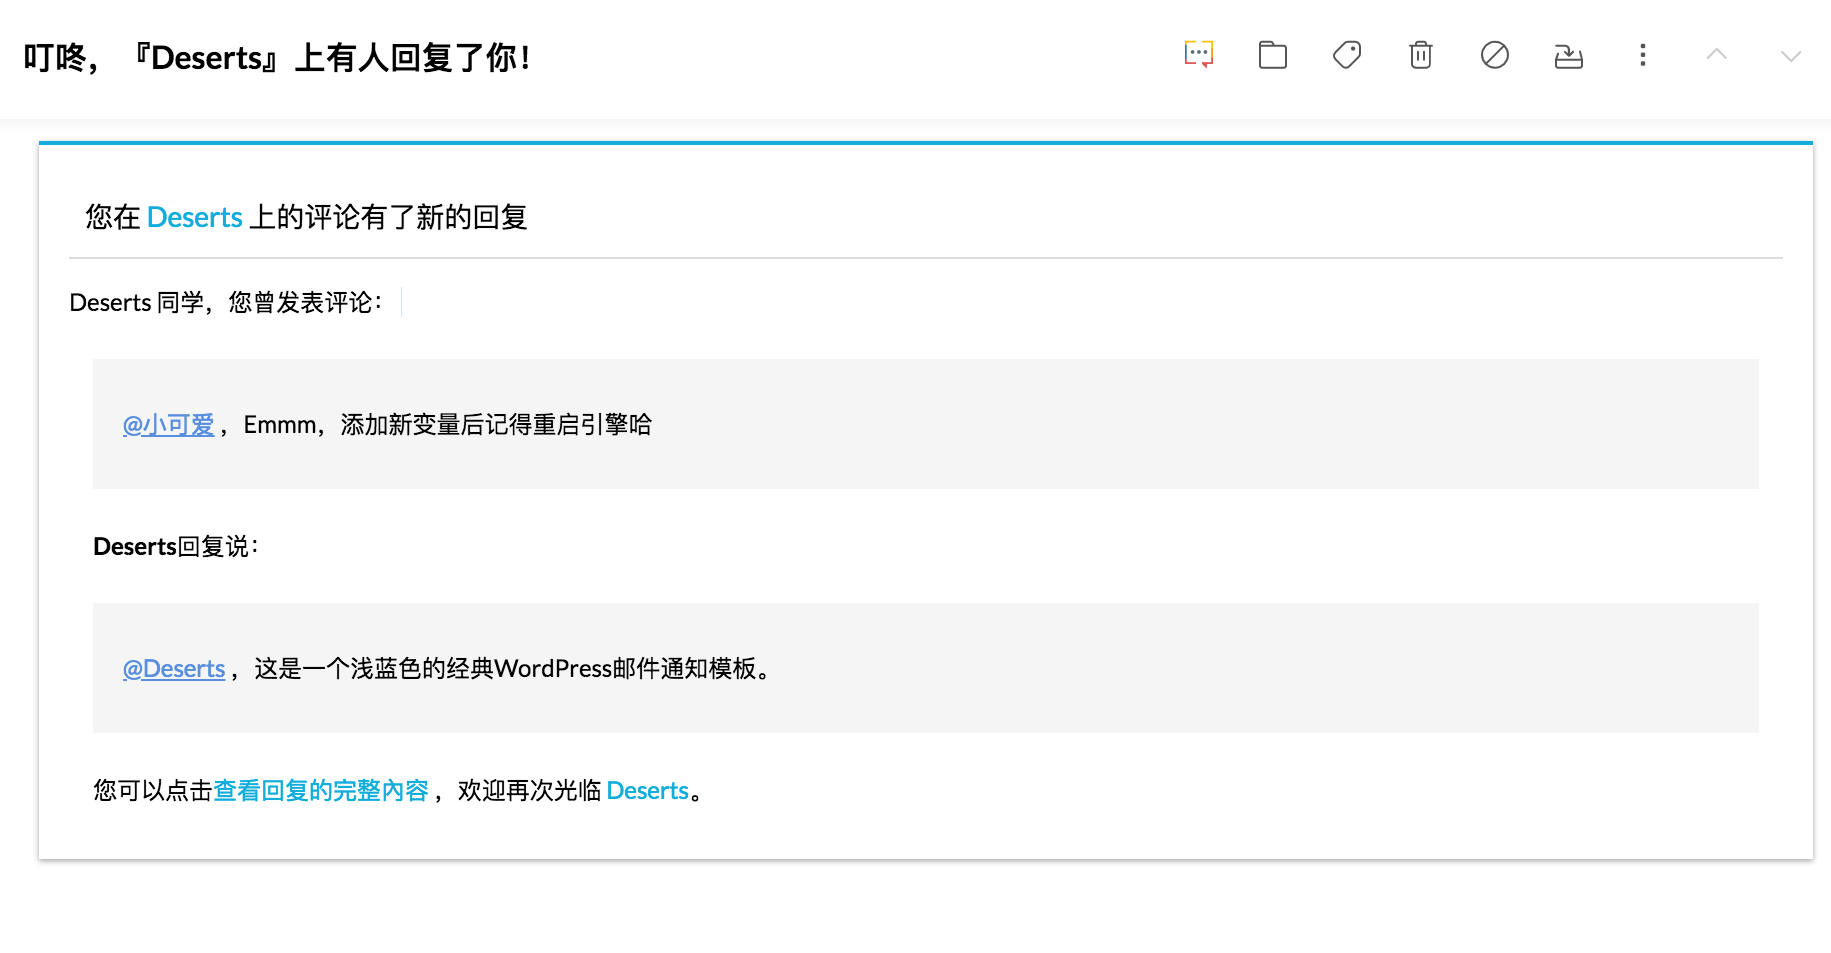 叮咚，『Deserts』上有人回复了你！
您在 Deserts 上的评论有了新的回复
Deserts 同学，您曾发表评论：
@小可爱 ，Emmm，添加新变量后记得重启引擎哈
Deserts回复说：
@Deserts ，这是一个浅蓝色的经典WordPress邮件通知模板。
您可以点击查看回复的完整內容 ，欢迎再次光临 Deserts。